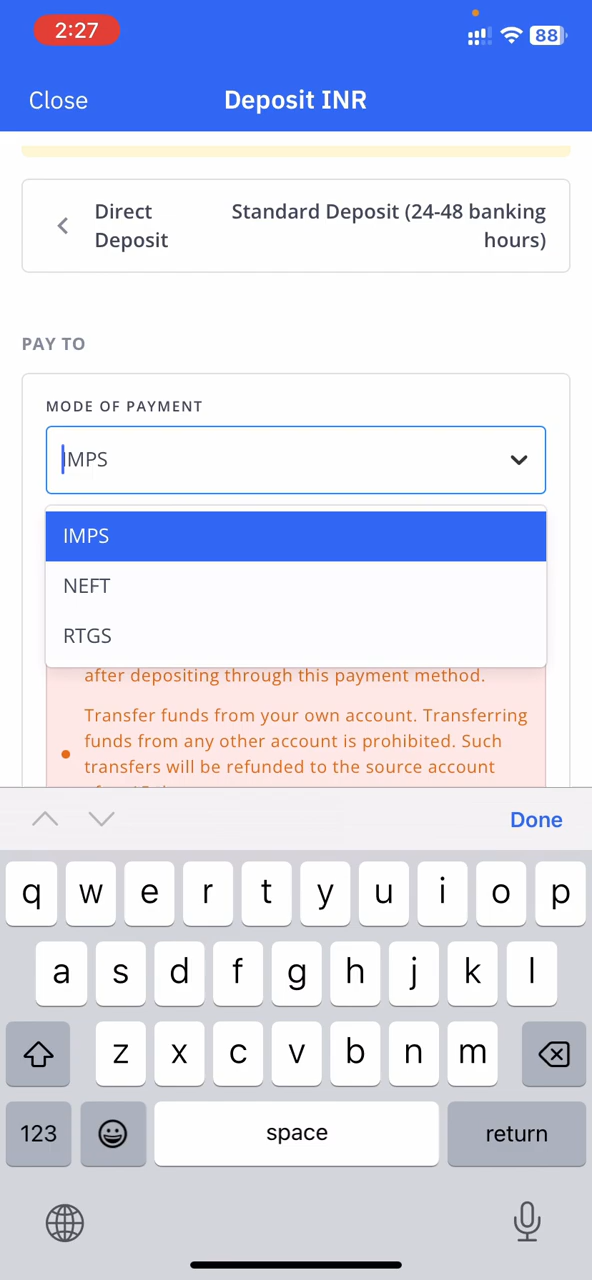 2:27
88
Close
Deposit INR
Direct
Deposit
Standard Deposit (24-48 banking
hours)
PAY TO
MODE OF PAYMENT
IMPS
IMPS
NEFT
RTGS
after depositing through this payment method.
Transfer funds from your own account. Transferring
funds from any other account is prohibited. Such
transfers will be refunded to the source account
Done
q w e r t y u i o p
a s d f g h j k l
z x c v b n m
123
space
return